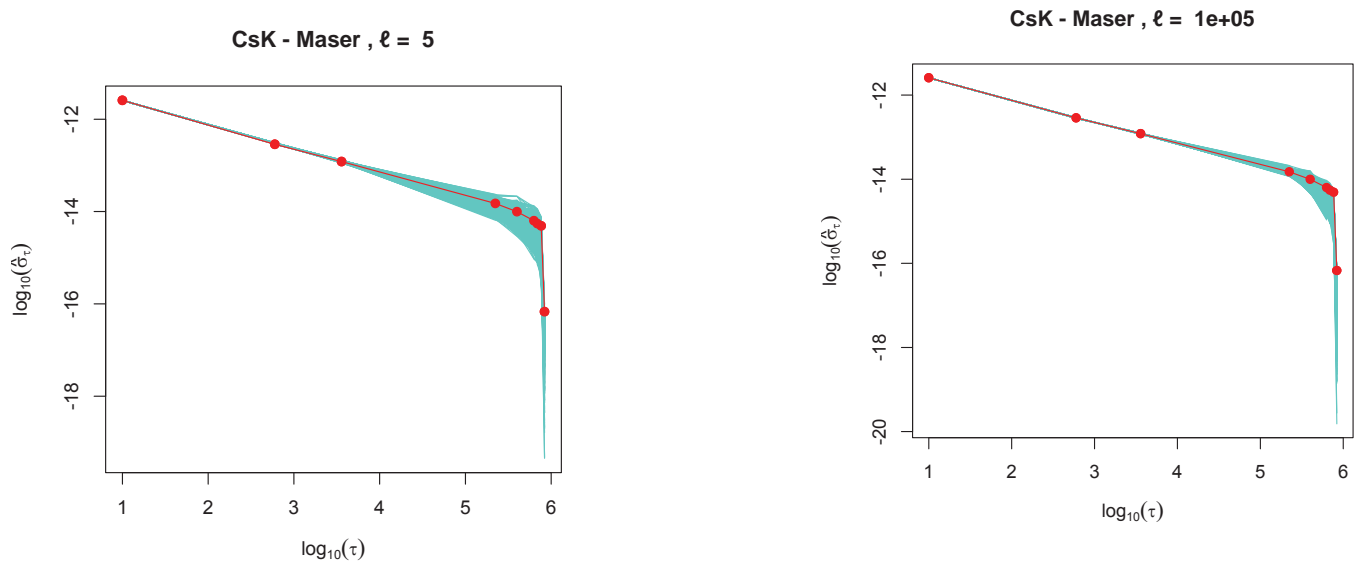 CsK - Maser , ℓ = 5
log₁₀(σ̂τ)
-12
-14
-16
-18
1 2 3 4 5 6
log₁₀(τ)
CsK - Maser , ℓ = 1e+05
log₁₀(σ̂τ)
-12
-14
-16
-18
-20
1 2 3 4 5 6
log₁₀(τ)